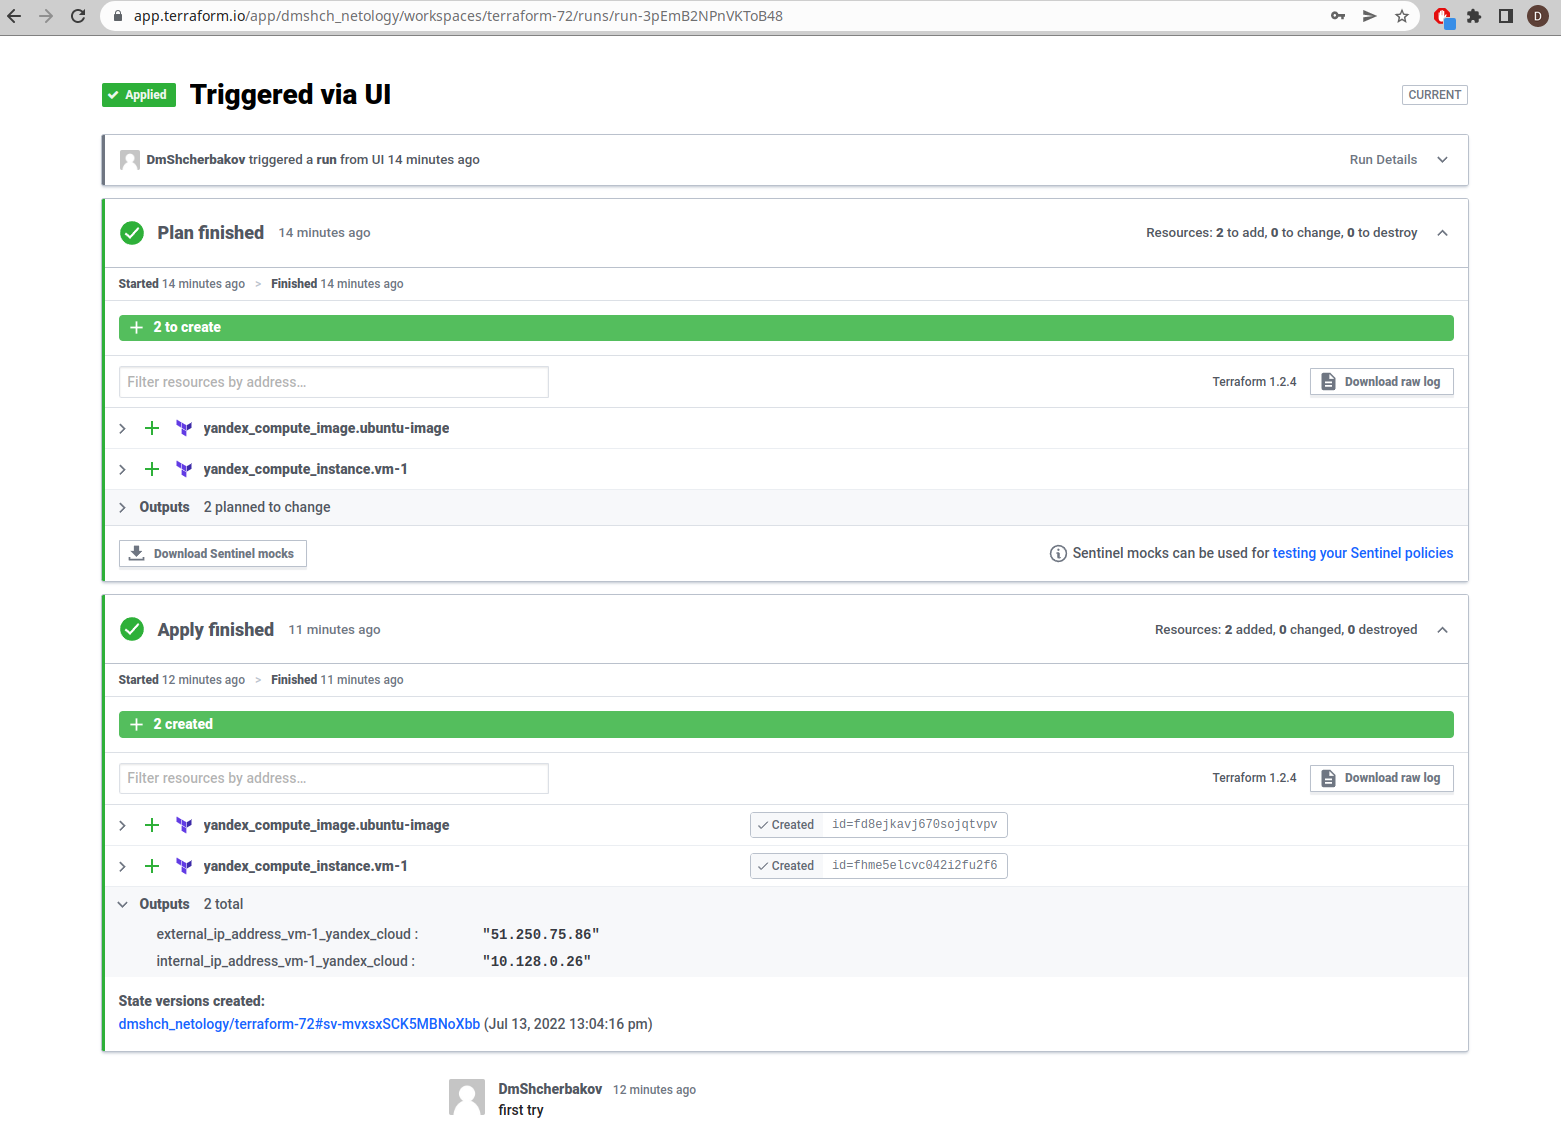 app.terraform.io/app/dmshch_netology/workspaces/terraform-72/runs/run-3pEmB2NPnVKToB48
D
Applied
Triggered via UI
CURRENT
DmShcherbakov triggered a run from UI 14 minutes ago
Run Details
Plan finished 14 minutes ago
Resources: 2 to add, 0 to change, 0 to destroy
Started 14 minutes ago > Finished 14 minutes ago
2 to create
Filter resources by address...
Terraform 1.2.4
Download raw log
yandex_compute_image.ubuntu-image
yandex_compute_instance.vm-1
Outputs 2 planned to change
Download Sentinel mocks
Sentinel mocks can be used for testing your Sentinel policies
Apply finished 11 minutes ago
Resources: 2 added, 0 changed, 0 destroyed
Started 12 minutes ago > Finished 11 minutes ago
2 created
Filter resources by address...
Terraform 1.2.4
Download raw log
yandex_compute_image.ubuntu-image
Created id=fd8ejkavj670sojqtvpv
yandex_compute_instance.vm-1
Created id=fhme5elcvc042i2fu2f6
Outputs 2 total
external_ip_address_vm-1_yandex_cloud : "51.250.75.86"
internal_ip_address_vm-1_yandex_cloud : "10.128.0.26"
State versions created:
dmshch_netology/terraform-72#sv-mvxsxSCK5MBNoXbb (Jul 13, 2022 13:04:16 pm)
DmShcherbakov 12 minutes ago
first try